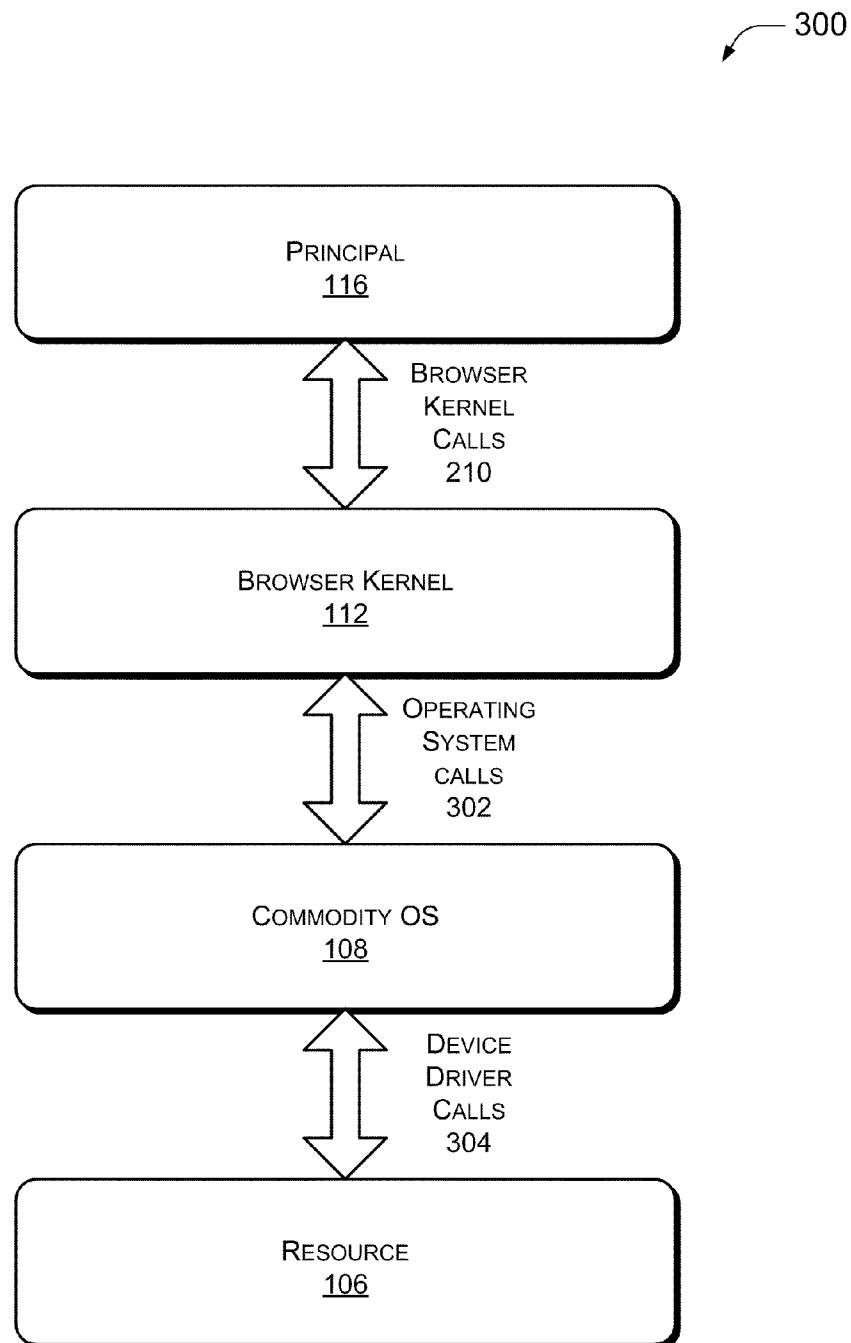 300
PRINCIPAL
116
BROWSER
KERNEL
CALLS
210
BROWSER KERNEL
112
OPERATING
SYSTEM
CALLS
302
COMMODITY OS
108
DEVICE
DRIVER
CALLS
304
RESOURCE
106